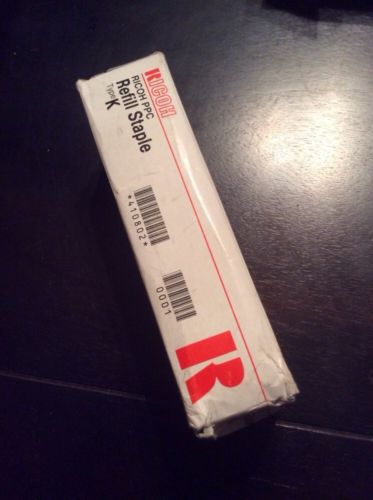 RICOH
RICOH PPC
Refill Staple
Type K
*410802*
0001
R